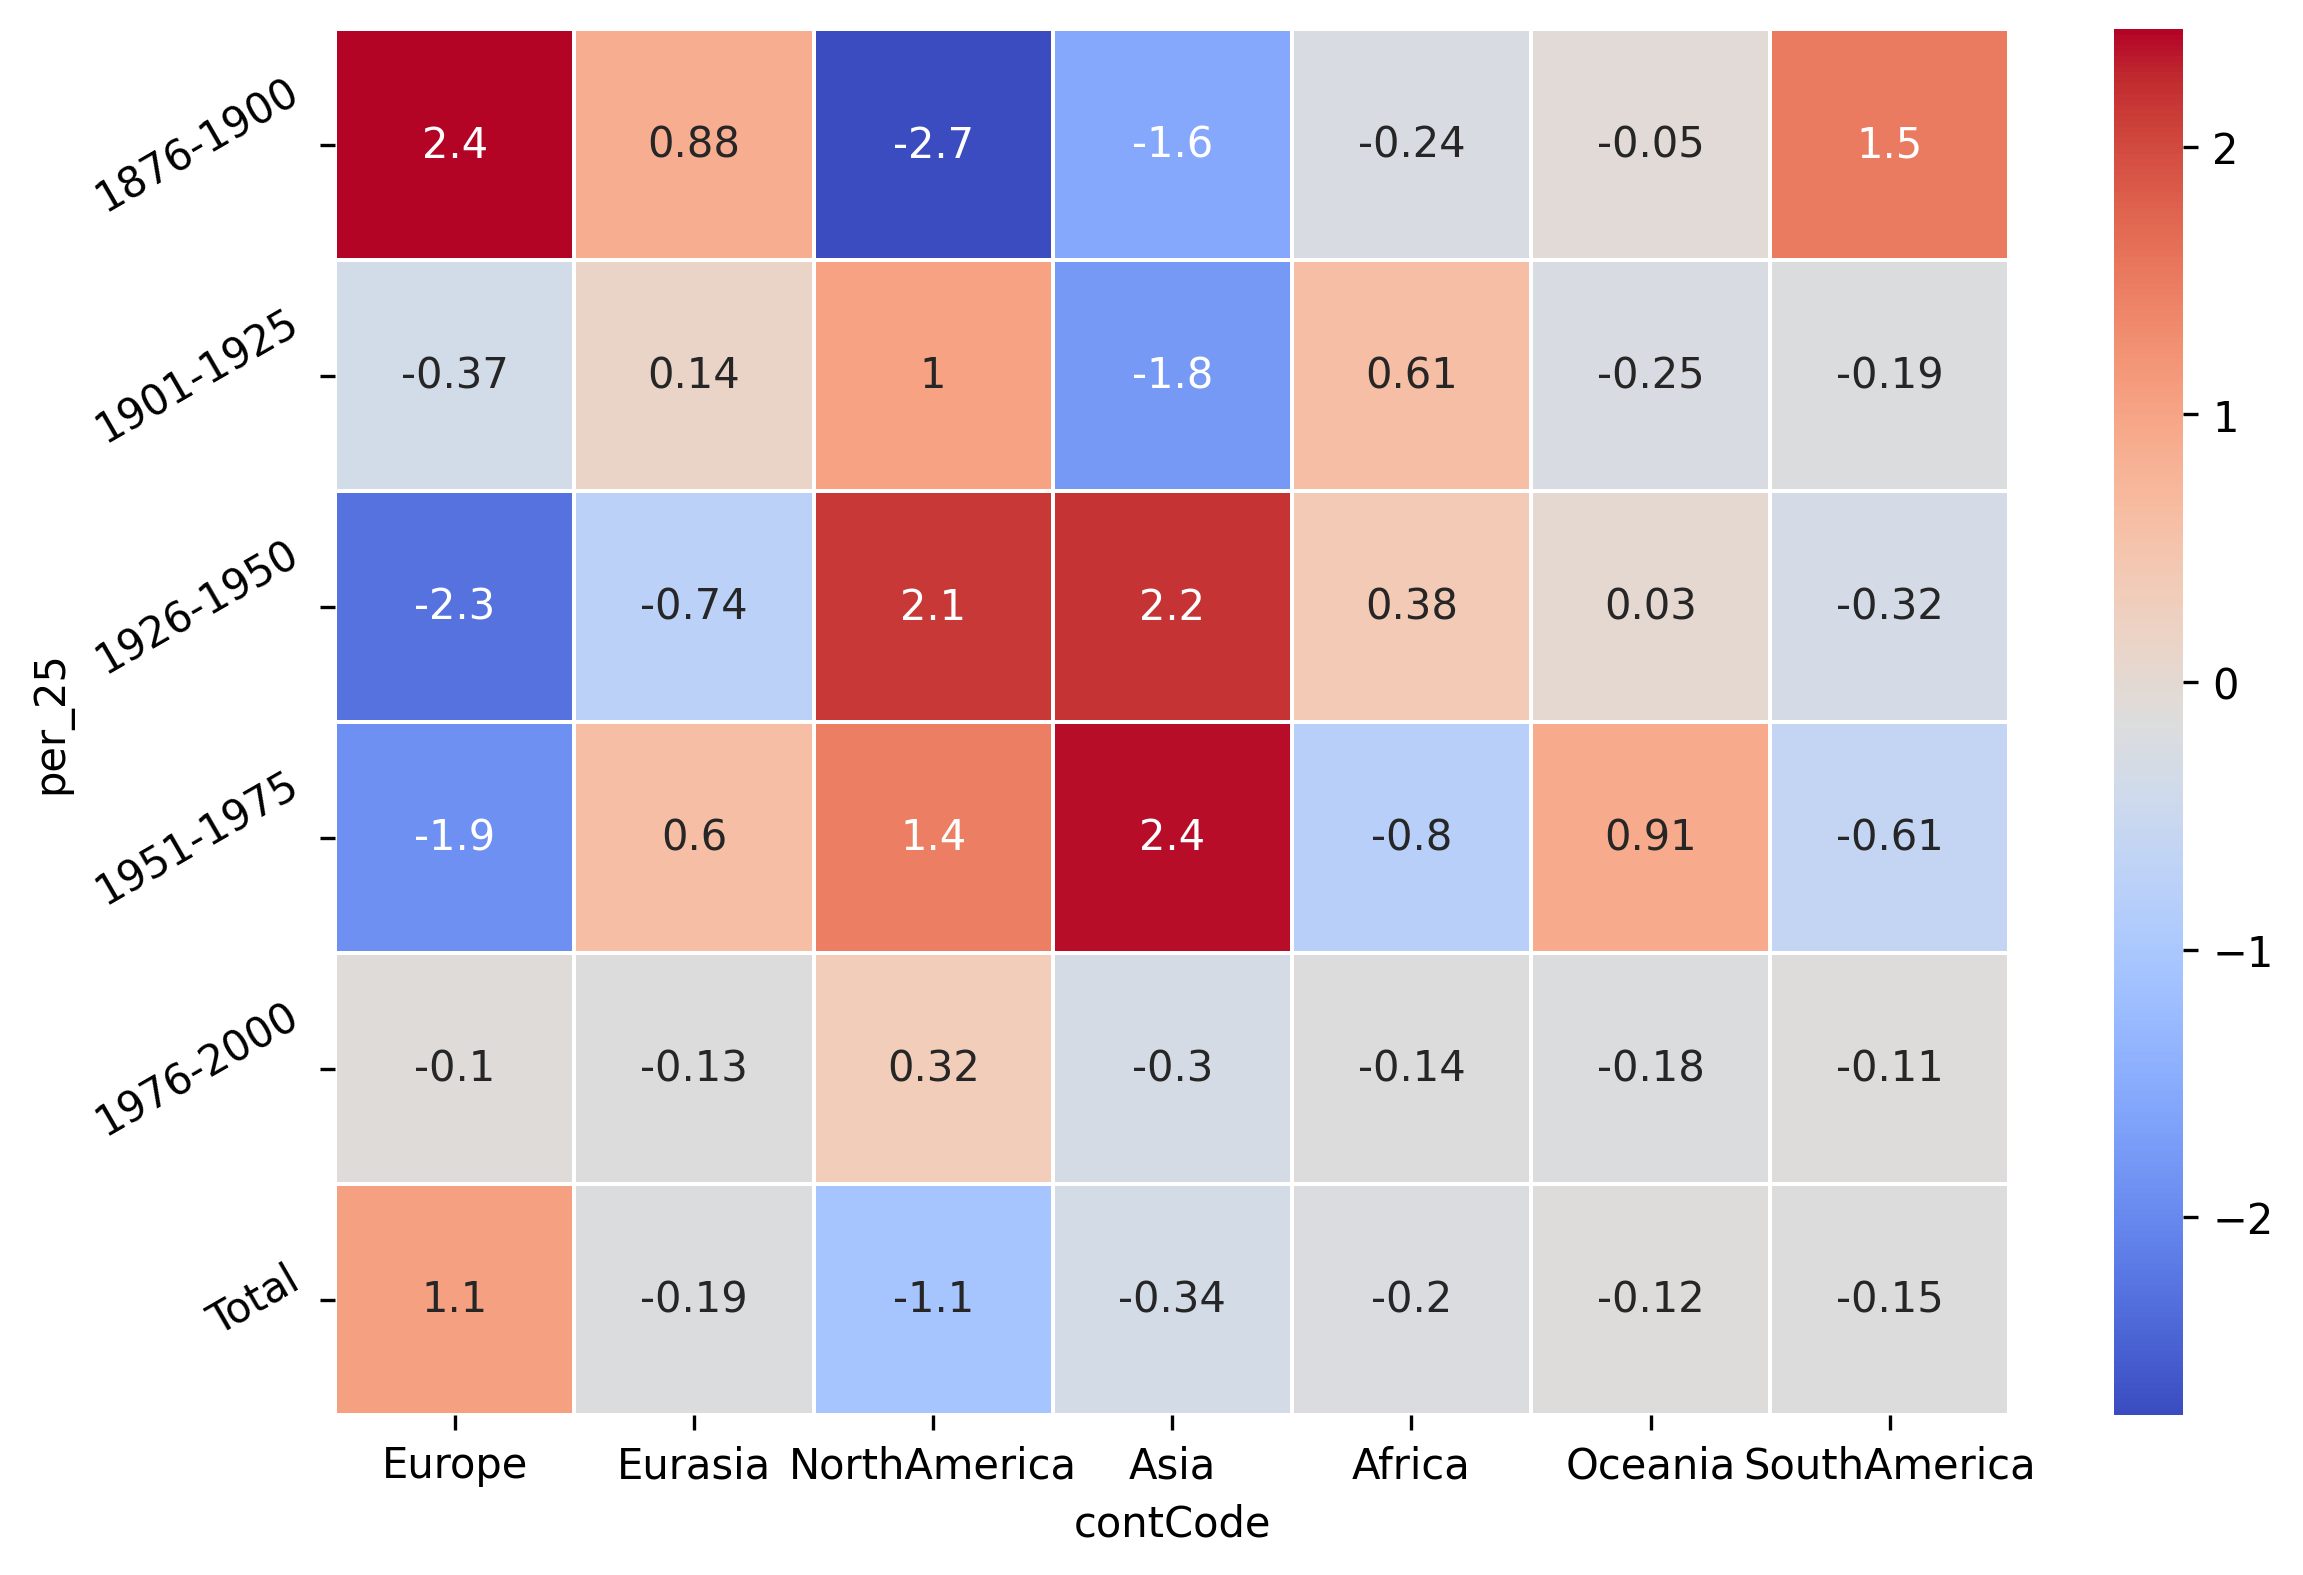 1876-1900 2.4 0.88 -2.7 -1.6 -0.24 -0.05 1.5
1901-1925 -0.37 0.14 1 -1.8 0.61 -0.25 -0.19
1926-1950 -2.3 -0.74 2.1 2.2 0.38 0.03 -0.32
1951-1975 -1.9 0.6 1.4 2.4 -0.8 0.91 -0.61
1976-2000 -0.1 -0.13 0.32 -0.3 -0.14 -0.18 -0.11
Total 1.1 -0.19 -1.1 -0.34 -0.2 -0.12 -0.15
per_25
Europe Eurasia NorthAmerica Asia Africa Oceania SouthAmerica
contCode
2
1
0
−1
−2